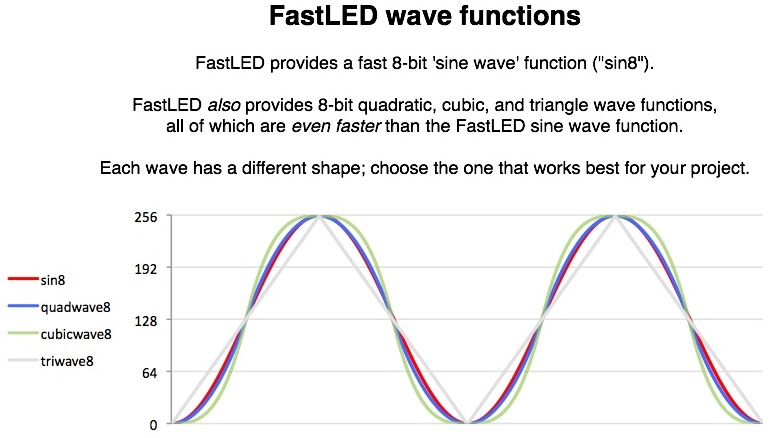 FastLED wave functions
FastLED provides a fast 8-bit 'sine wave' function ("sin8").
FastLED also provides 8-bit quadratic, cubic, and triangle wave functions,
all of which are even faster than the FastLED sine wave function.
Each wave has a different shape; choose the one that works best for your project.
256
192
128
64
0
sin8
quadwave8
cubicwave8
triwave8